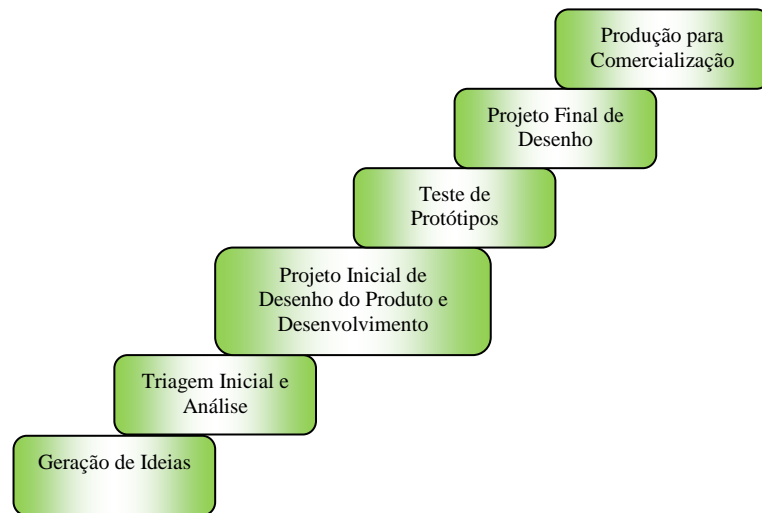 Produção para
Comercialização
Projeto Final de
Desenho
Teste de
Protótipos
Projeto Inicial de
Desenho do Produto e
Desenvolvimento
Triagem Inicial e
Análise
Geração de Ideias